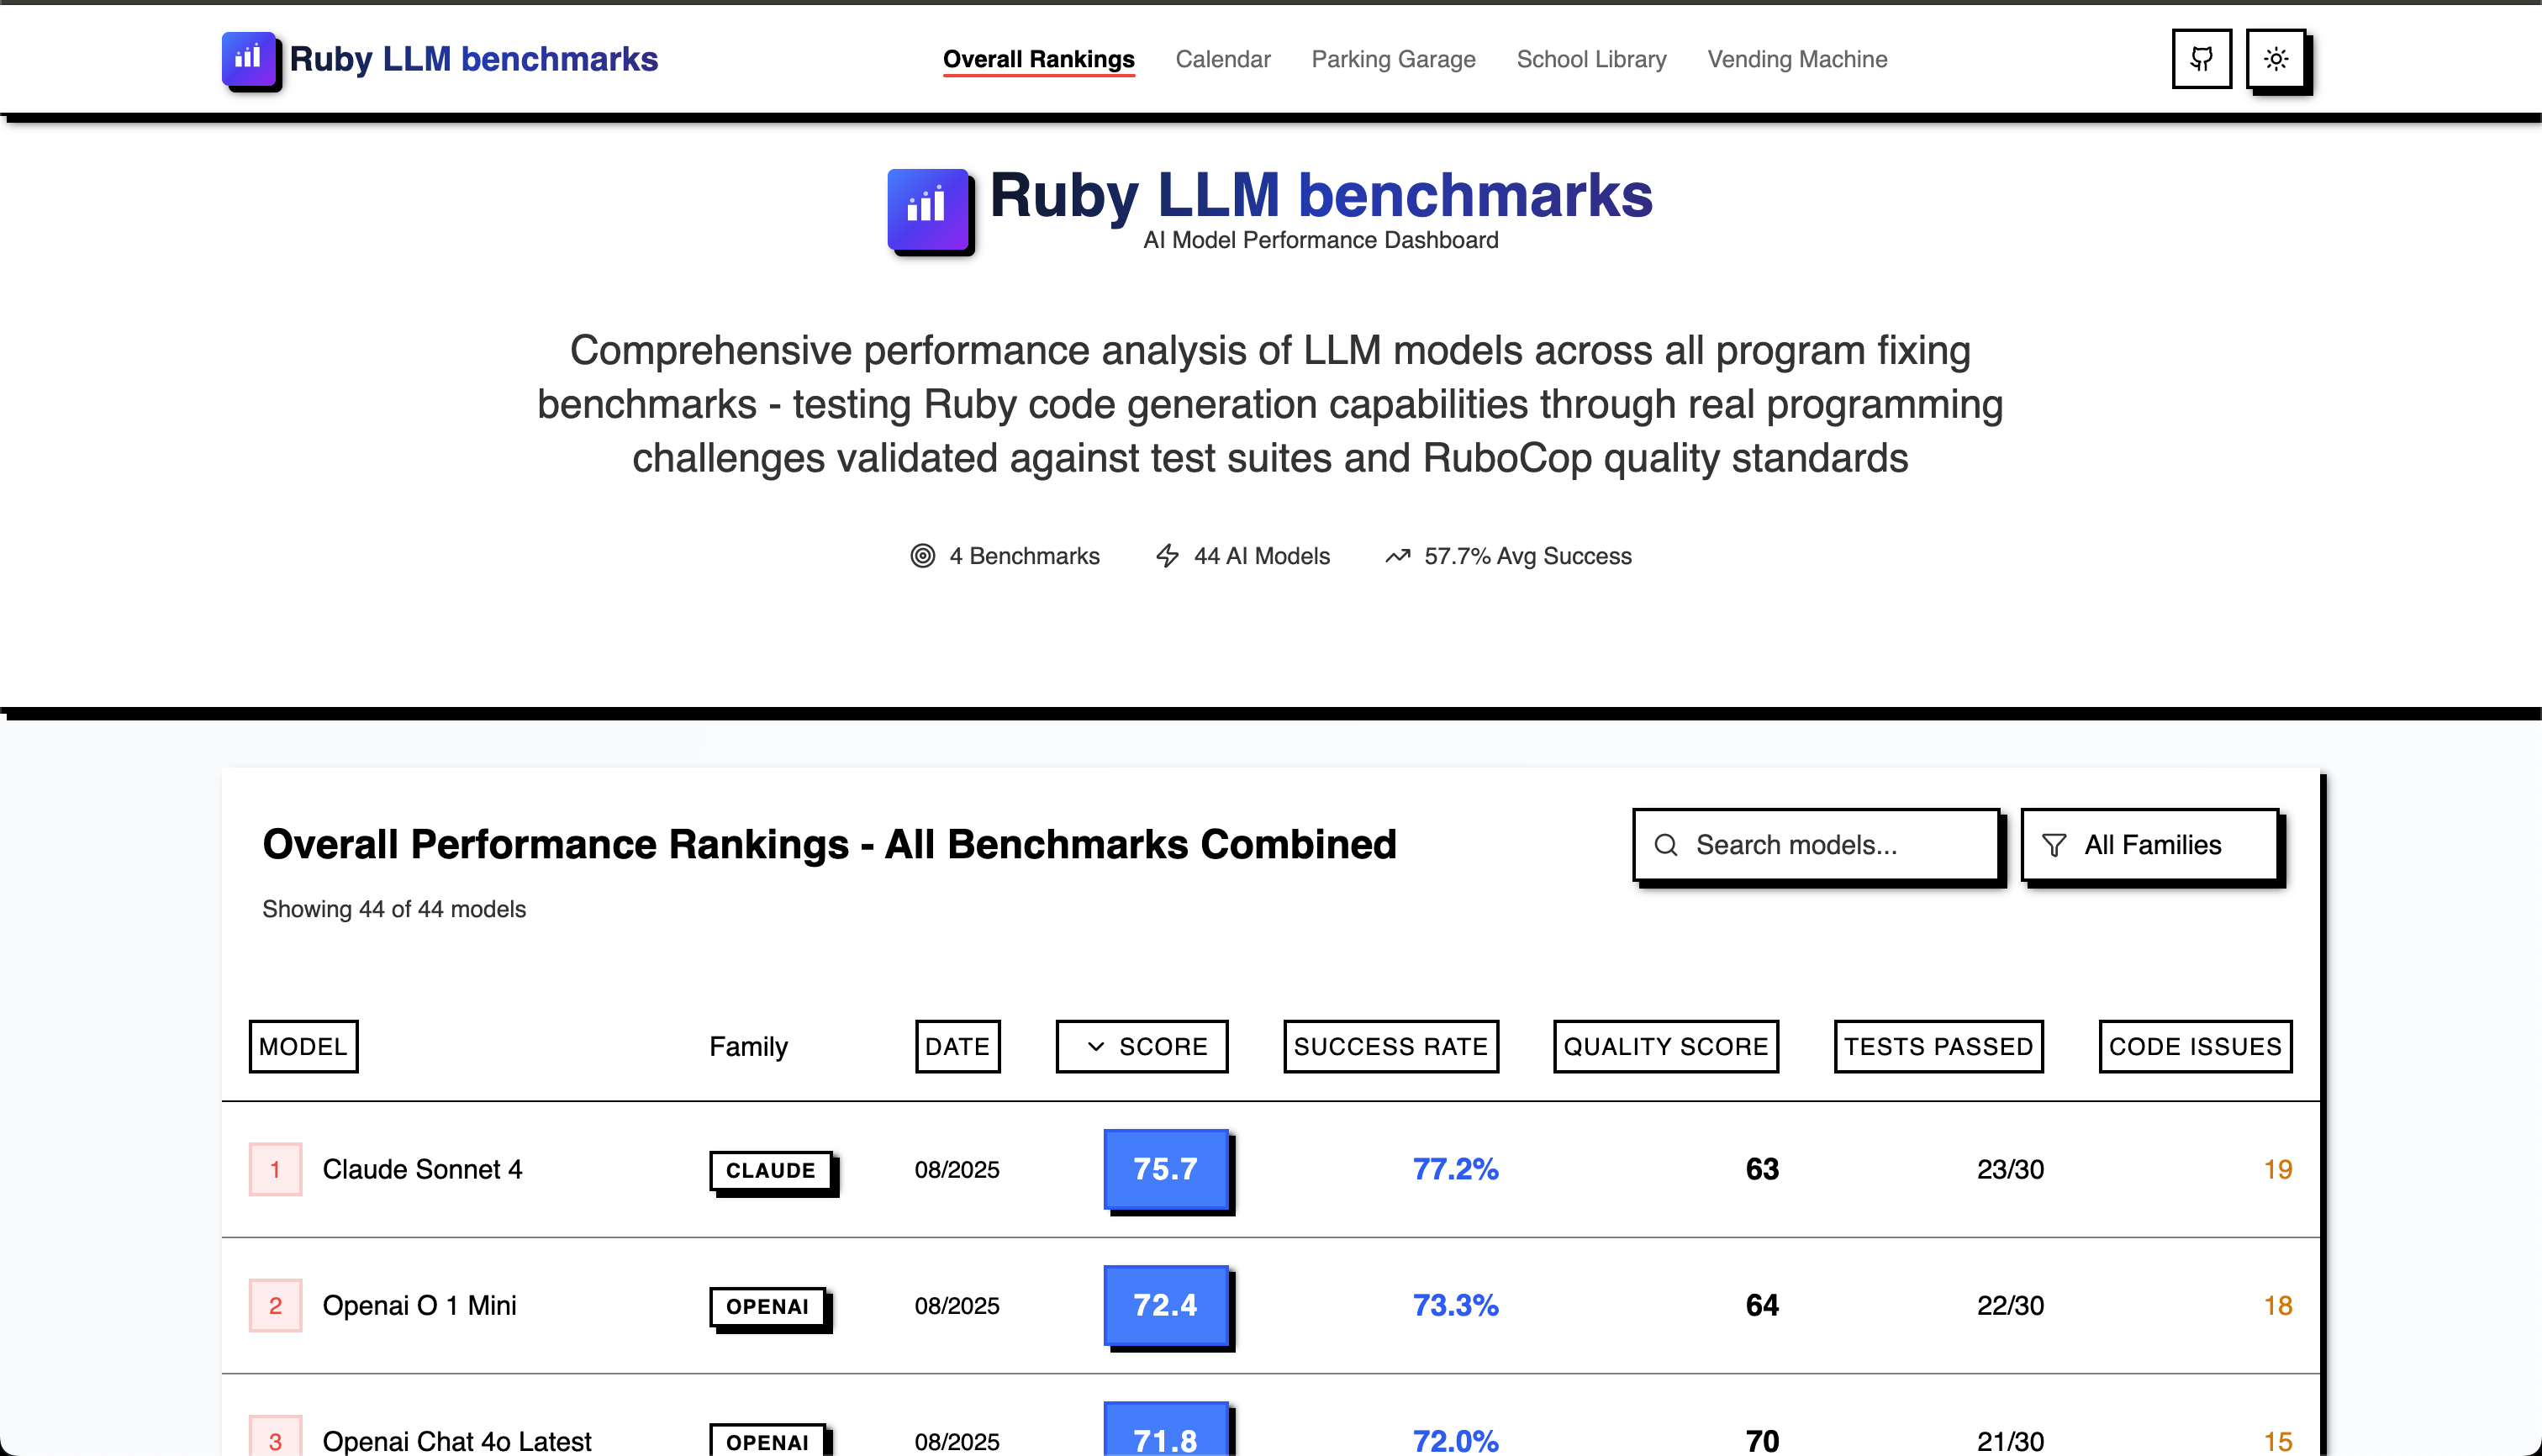 Ruby LLM benchmarks
Overall Rankings
Calendar
Parking Garage
School Library
Vending Machine
Ruby LLM benchmarks
AI Model Performance Dashboard
Comprehensive performance analysis of LLM models across all program fixing
benchmarks - testing Ruby code generation capabilities through real programming
challenges validated against test suites and RuboCop quality standards
4 Benchmarks
44 AI Models
57.7% Avg Success
Overall Performance Rankings - All Benchmarks Combined
Search models...
All Families
Showing 44 of 44 models
MODEL Family DATE SCORE SUCCESS RATE QUALITY SCORE TESTS PASSED CODE ISSUES
1 Claude Sonnet 4 CLAUDE 08/2025 75.7 77.2% 63 23/30 19
2 Openai O 1 Mini OPENAI 08/2025 72.4 73.3% 64 22/30 18
3 Openai Chat 4o Latest OPENAI 08/2025 71.8 72.0% 70 21/30 15